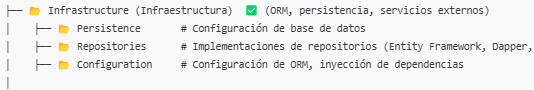 ├── 📂 Infrastructure (Infraestructura) ✅ (ORM, persistencia, servicios externos)
│   ├── 📂 Persistence      # Configuración de base de datos
│   ├── 📂 Repositories     # Implementaciones de repositorios (Entity Framework, Dapper,
│   ├── 📂 Configuration    # Configuración de ORM, inyección de dependencias
│